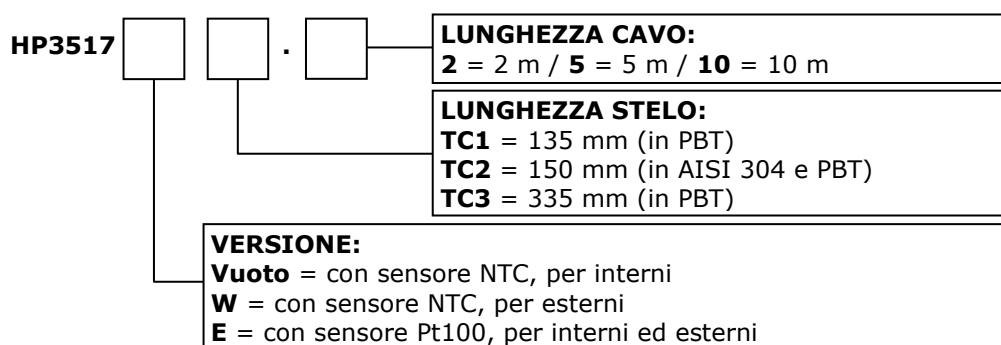 HP3517 .
LUNGHEZZA CAVO:
2 = 2 m / 5 = 5 m / 10 = 10 m
LUNGHEZZA STELO:
TC1 = 135 mm (in PBT)
TC2 = 150 mm (in AISI 304 e PBT)
TC3 = 335 mm (in PBT)
VERSIONE:
Vuoto = con sensore NTC, per interni
W = con sensore NTC, per esterni
E = con sensore Pt100, per interni ed esterni